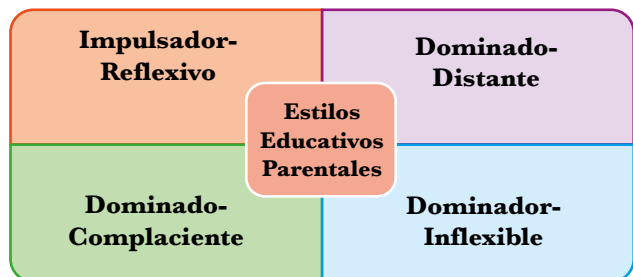 Impulsador-
Reflexivo
Dominado-
Distante
Estilos
Educativos
Parentales
Dominado-
Complaciente
Dominador-
Inflexible